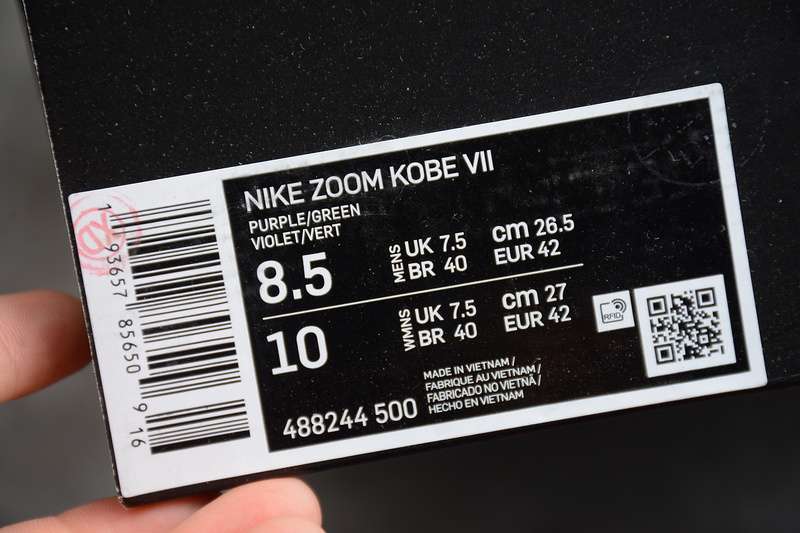 NIKE ZOOM KOBE VII
PURPLE/GREEN
VIOLET/VERT
8.5
MENS
UK 7.5
BR 40
cm 26.5
EUR 42
10
WMNS
UK 7.5
BR 40
cm 27
EUR 42
RFID
488244 500
MADE IN VIETNAM /
FABRIQUE AU VIETNAM /
FABRICADO NO VIETNÃ /
HECHO EN VIETNAM
1 93657 85650 9 16